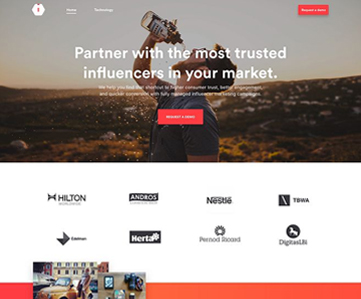 Home Technology
Request a demo
Partner with the most trusted
influencers in your market.
We help you find that shortcut to higher consumer trust, better engagement,
and quicker conversion with fully managed influencer marketing campaigns.
REQUEST A DEMO
HILTON
WORLDWIDE
ANDROS
Nestlé
TBWA
Edelman
Herta
Pernod Ricard
DigitasLBi